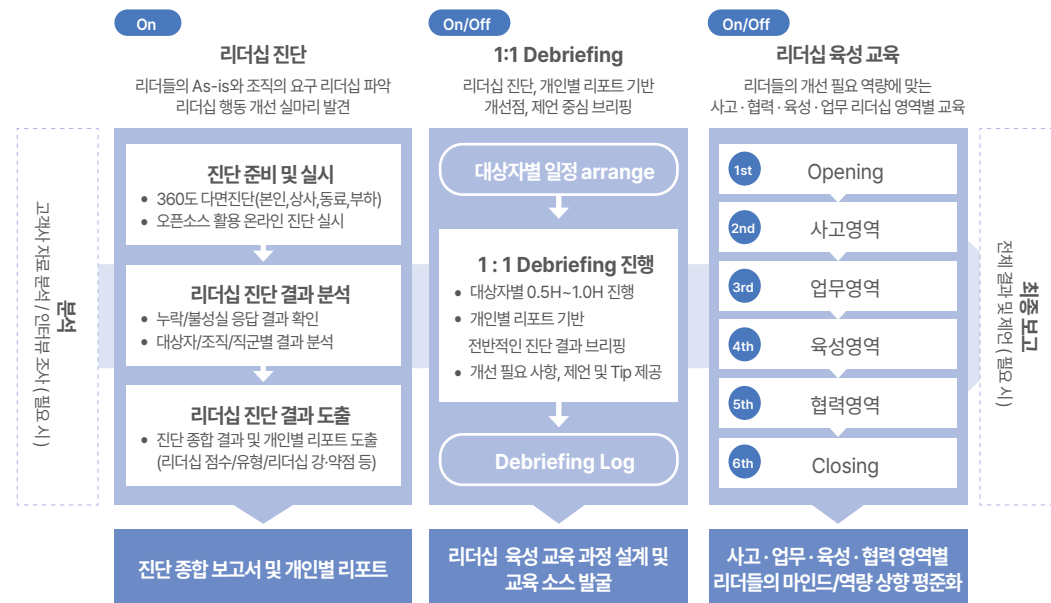 분석
고객사 자료 분석 / 인터뷰 조사 ( 필요 시 )
On
리더십 진단
리더들의 As-is와 조직의 요구 리더십 파악
리더십 행동 개선 실마리 발견
진단 준비 및 실시
• 360도 다면진단(본인,상사,동료,부하)
• 오픈소스 활용 온라인 진단 실시
리더십 진단 결과 분석
• 누락/불성실 응답 결과 확인
• 대상자/조직/직군별 결과 분석
리더십 진단 결과 도출
• 진단 종합 결과 및 개인별 리포트 도출
(리더십 점수/유형/리더십 강·약점 등)
진단 종합 보고서 및 개인별 리포트
On/Off
1:1 Debriefing
리더십 진단, 개인별 리포트 기반
개선점, 제언 중심 브리핑
대상자별 일정 arrange
1 : 1 Debriefing 진행
• 대상자별 0.5H~1.0H 진행
• 개인별 리포트 기반
전반적인 진단 결과 브리핑
• 개선 필요 사항, 제언 및 Tip 제공
Debriefing Log
리더십 육성 교육 과정 설계 및
교육 소스 발굴
On/Off
리더십 육성 교육
리더들의 개선 필요 역량에 맞는
사고 · 협력 · 육성 · 업무 리더십 영역별 교육
1st Opening
2nd 사고영역
3rd 업무영역
4th 육성영역
5th 협력영역
6th Closing
사고 · 업무 · 육성 · 협력 영역별
리더들의 마인드/역량 상향 평준화
최종 보고
전체 결과 및 제언 ( 필요 시 )